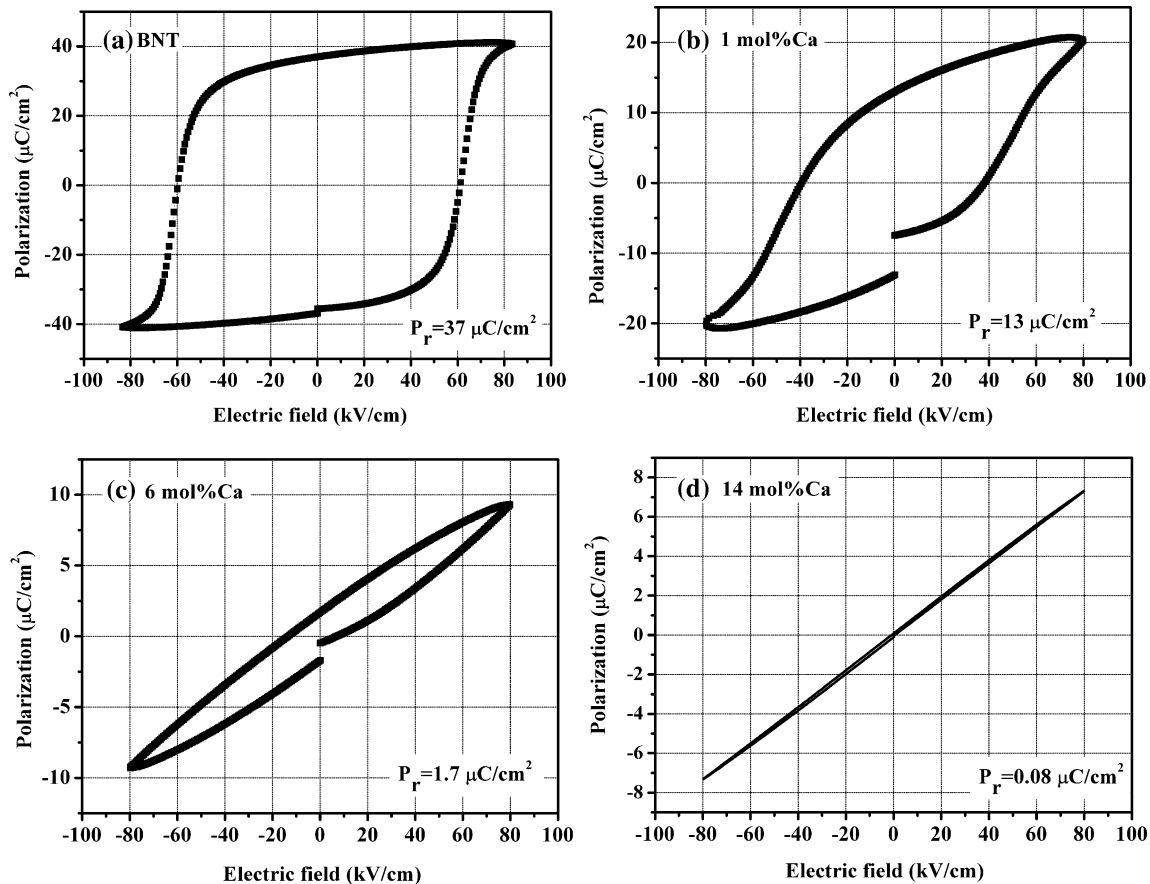 (a) BNT
40
20
0
-20
-40
Polarization (μC/cm²)
Pᵣ=37 μC/cm²
-100 -80 -60 -40 -20 0 20 40 60 80 100
Electric field (kV/cm)
(b) 1 mol%Ca
20
10
0
-10
-20
Polarization (μC/cm²)
Pᵣ=13 μC/cm²
-100 -80 -60 -40 -20 0 20 40 60 80 100
Electric field (kV/cm)
(c) 6 mol%Ca
10
5
0
-5
-10
Polarization (μC/cm²)
Pᵣ=1.7 μC/cm²
-100 -80 -60 -40 -20 0 20 40 60 80 100
Electric field (kV/cm)
(d) 14 mol%Ca
8
6
4
2
0
-2
-4
-6
-8
Polarization (μC/cm²)
Pᵣ=0.08 μC/cm²
-100 -80 -60 -40 -20 0 20 40 60 80 100
Electric field (kV/cm)